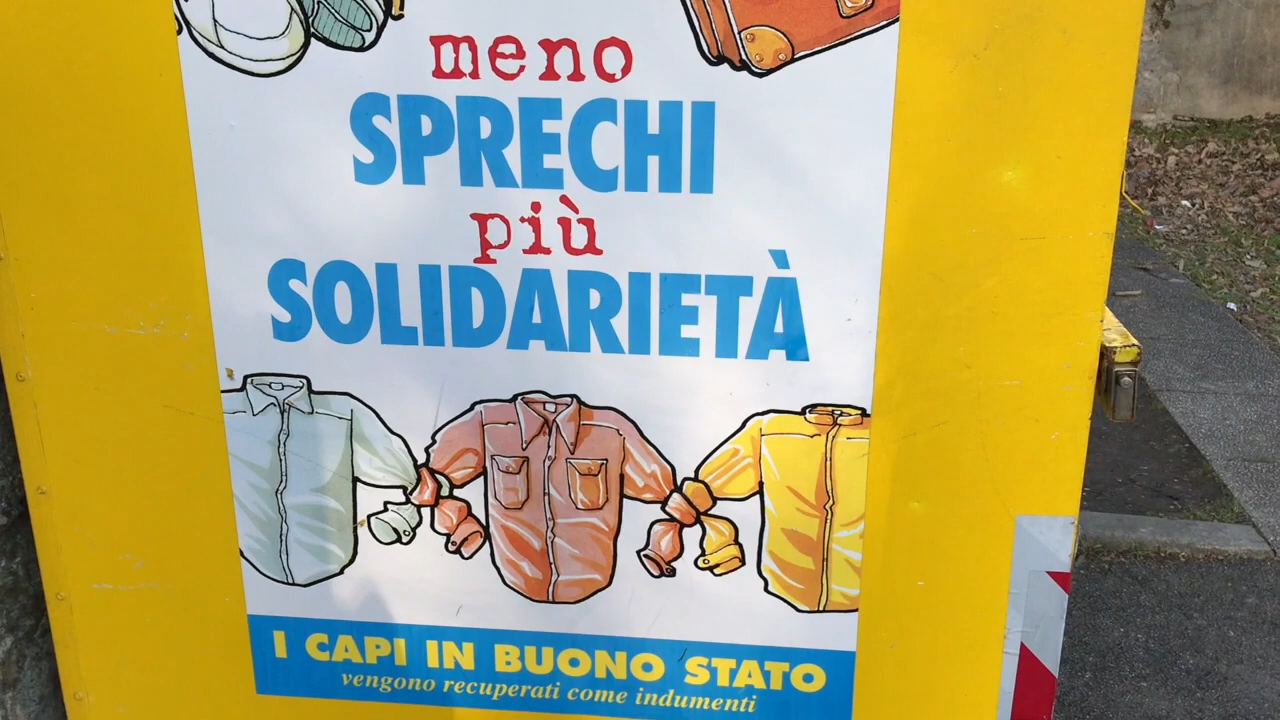 meno
SPRECHI
più
SOLIDARIETÀ
I CAPI IN BUONO STATO
vengono recuperati come indumenti